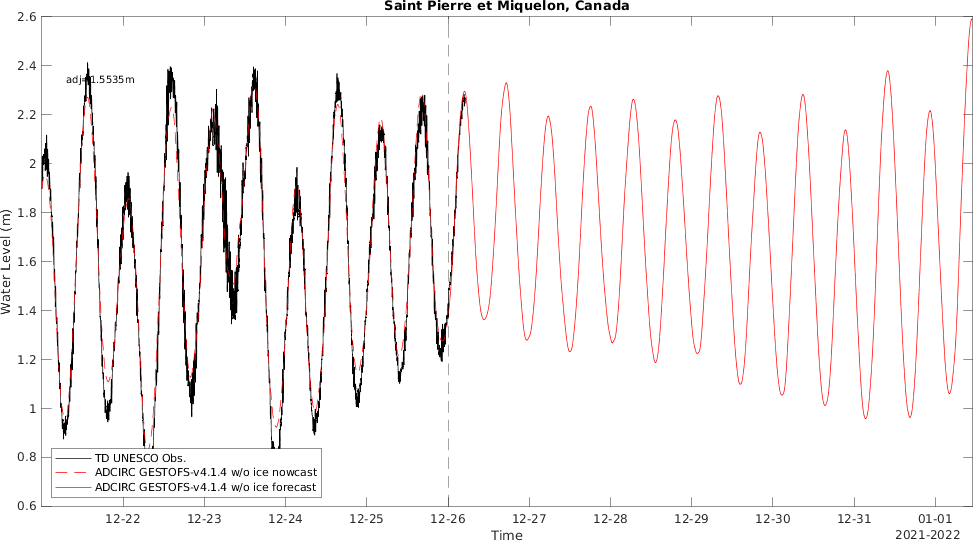 Saint Pierre et Miquelon, Canada
2.6
2.4
2.2
2
1.8
1.6
1.4
1.2
1
0.8
0.6
Water Level (m)
TD UNESCO Obs.
ADCIRC GESTOFS-v4.1.4 w/o ice nowcast
ADCIRC GESTOFS-v4.1.4 w/o ice forecast
12-22 12-23 12-24 12-25 12-26 12-27 12-28 12-29 12-30 12-31 01-01
Time
2021-2022